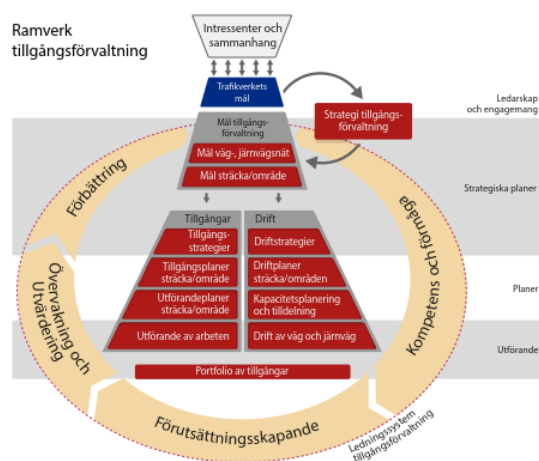 Ramverk
tillgångsförvaltning
Intressenter och
sammanhang
Trafikverkets
mål
Strategi tillgångs-
förvaltning
Ledarskap
och engagemang
Mål tillgångs-
förvaltning
Mål väg-, järnvägsnät
Mål sträcka/område
Strategiska planer
Förbättring
Kompetens och förmåga
Tillgångar
Tillgångs-
strategier
Tillgångsplaner
sträcka/område
Utförandeplaner
sträcka/område
Utförande av arbeten
Drift
Driftstrategier
Driftplaner
sträcka/områden
Kapacitetsplanering
och tilldelning
Drift av väg och järnväg
Planer
Utförande
Övervakning och
Utvärdering
Portfolio av tillgångar
Förutsättningsskapande
Ledningssystem
tillgångsförvaltning